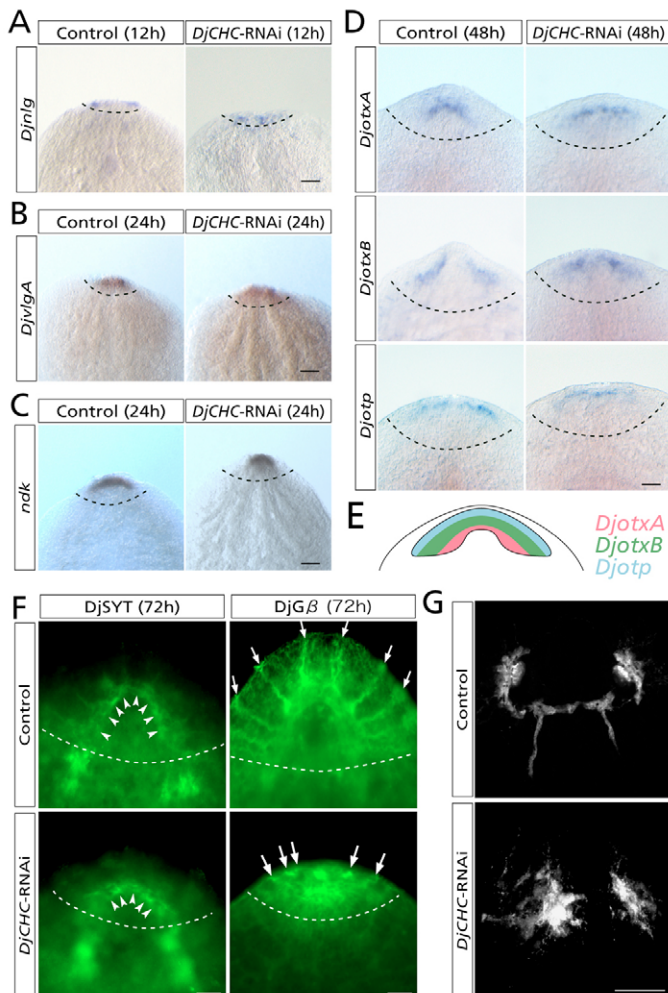 A
Control (12h)
DjCHC-RNAi (12h)
Djnlg
B
Control (24h)
DjCHC-RNAi (24h)
DjvlgA
C
Control (24h)
DjCHC-RNAi (24h)
ndk
D
Control (48h)
DjCHC-RNAi (48h)
DjotxA
DjotxB
Djotp
E
DjotxA
DjotxB
Djotp
F
DjSYT (72h)
DjGβ (72h)
Control
DjCHC-RNAi
G
Control
DjCHC-RNAi